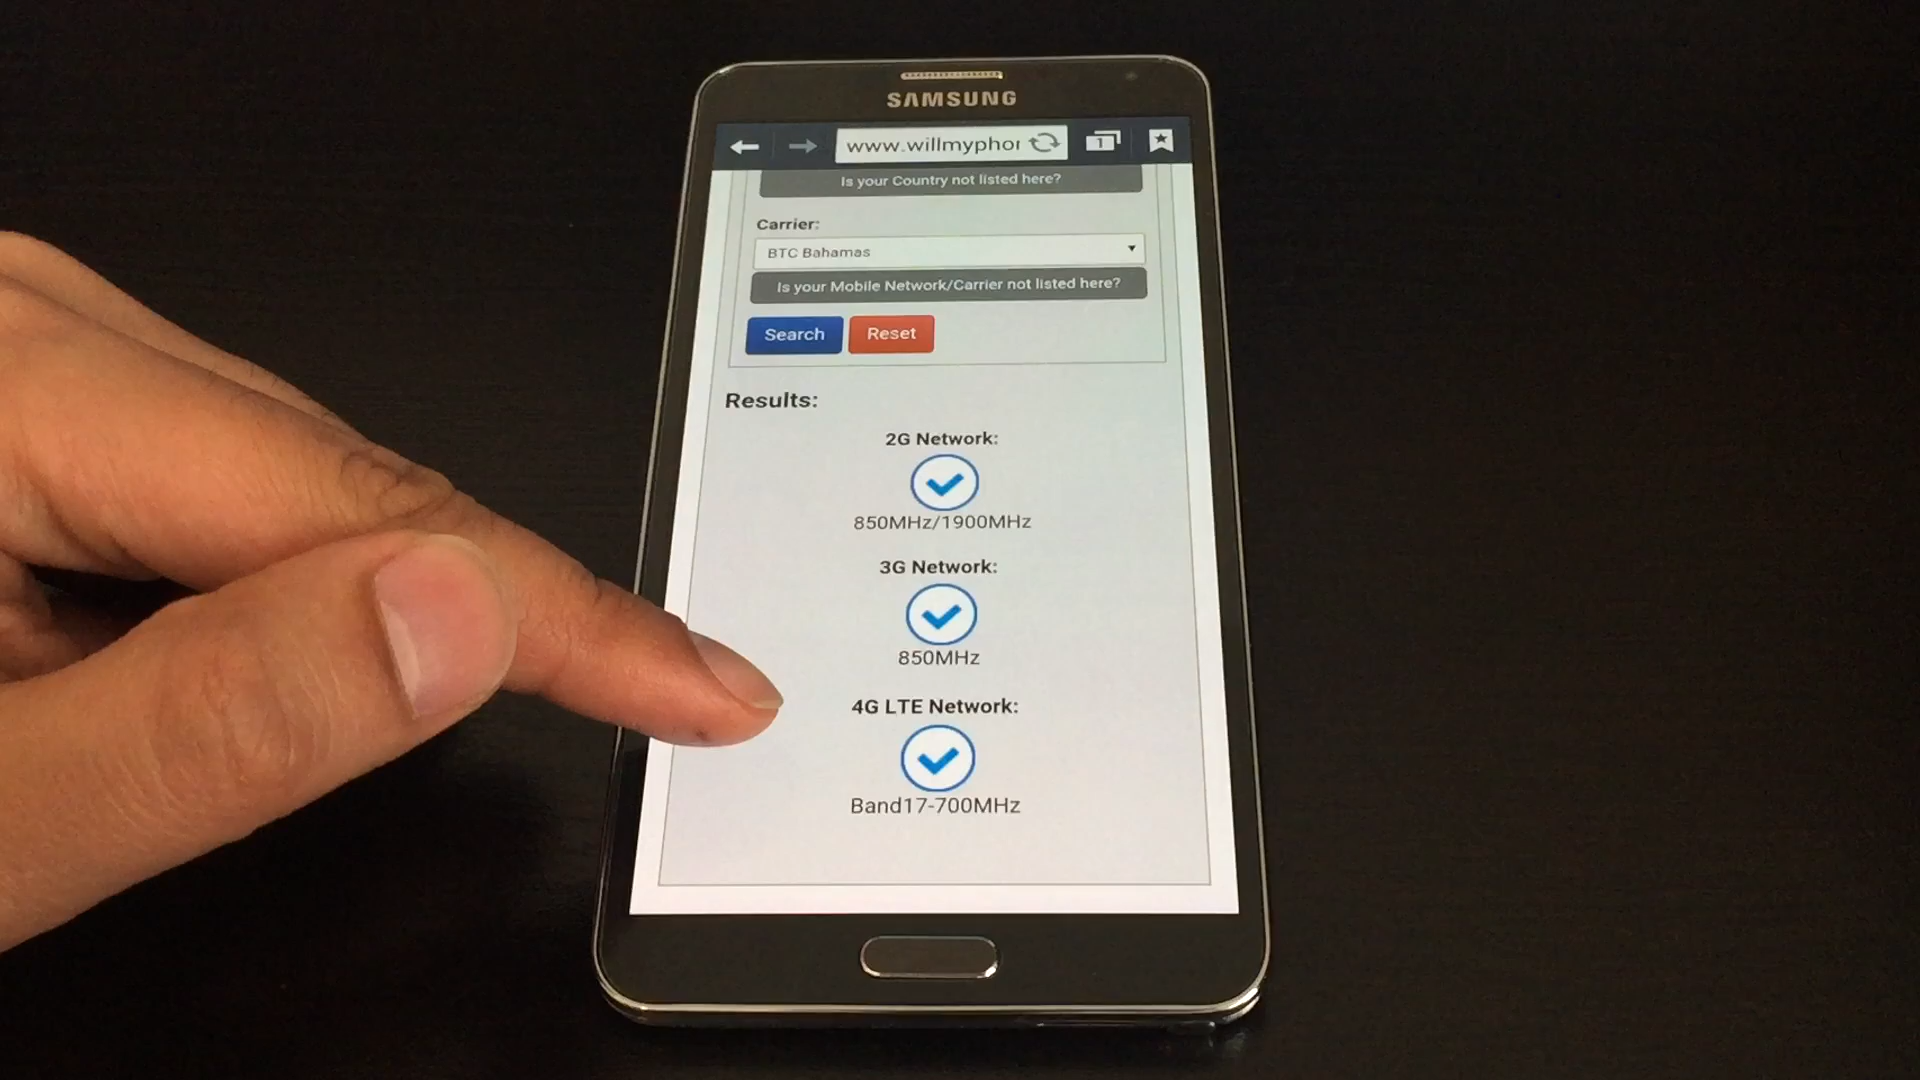 SAMSUNG
www.willmyphor
1
Is your Country not listed here?
Carrier:
BTC Bahamas
Is your Mobile Network/Carrier not listed here?
Search Reset
Results:
2G Network:
850MHz/1900MHz
3G Network:
850MHz
4G LTE Network:
Band17-700MHz